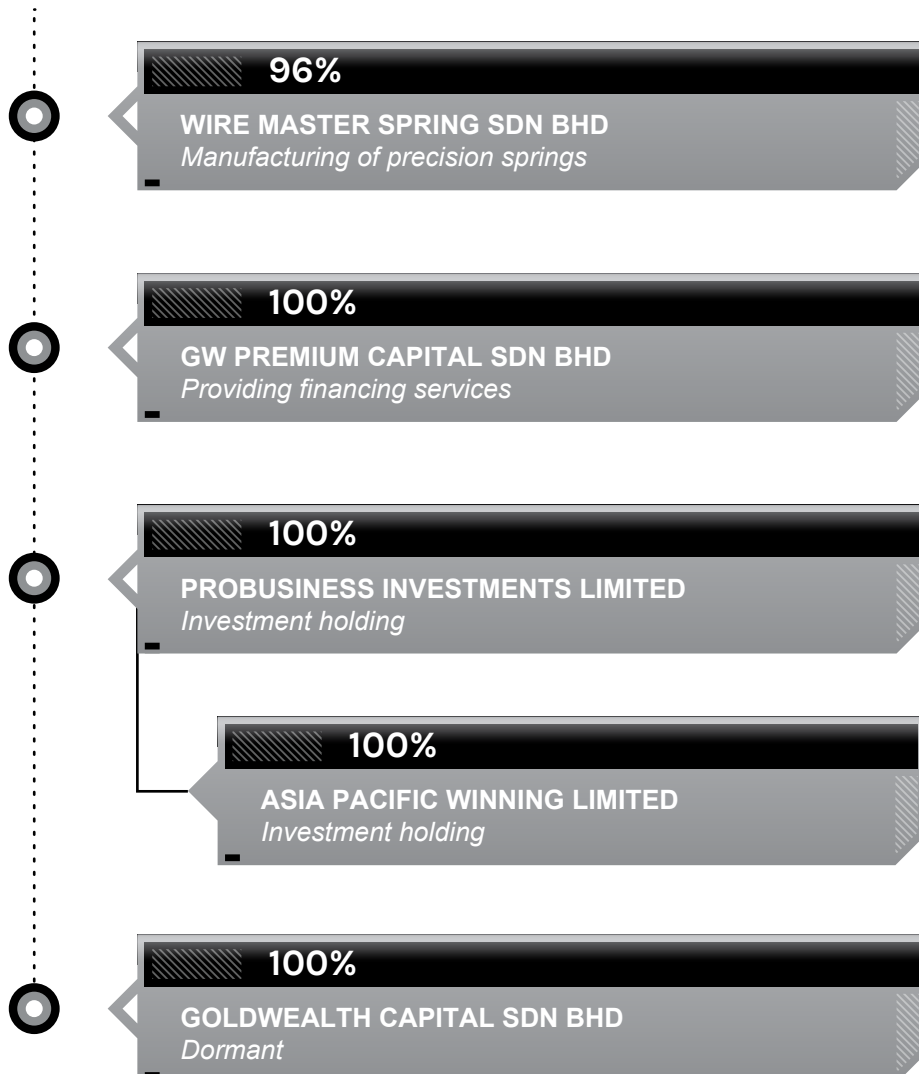 96%
WIRE MASTER SPRING SDN BHD
Manufacturing of precision springs
100%
GW PREMIUM CAPITAL SDN BHD
Providing financing services
100%
PROBUSINESS INVESTMENTS LIMITED
Investment holding
100%
ASIA PACIFIC WINNING LIMITED
Investment holding
100%
GOLDWEALTH CAPITAL SDN BHD
Dormant